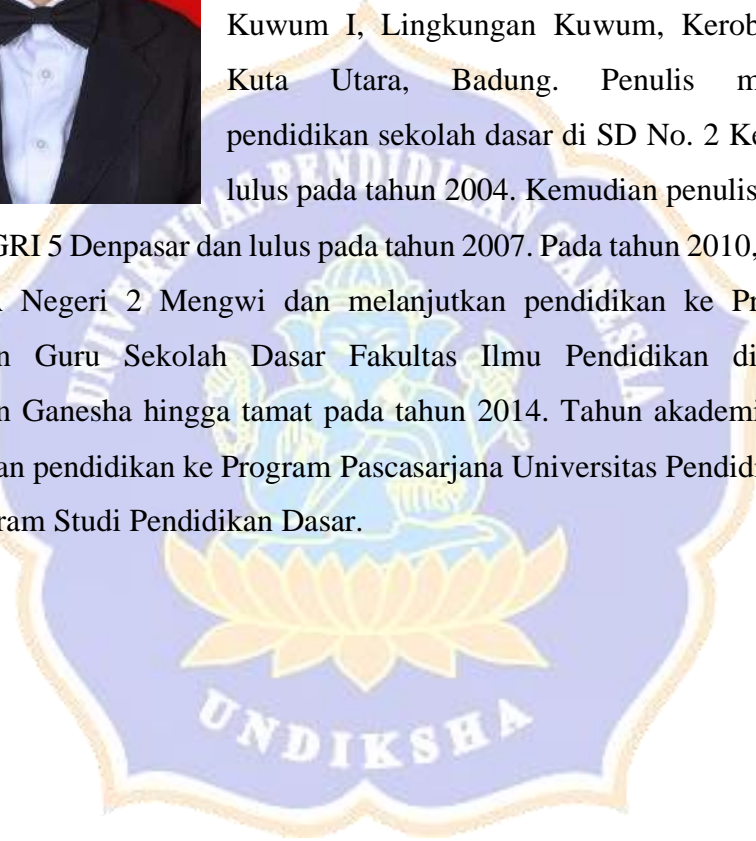 Kuwum I, Lingkungan Kuwum, Kerob
Kuta Utara, Badung. Penulis m
pendidikan sekolah dasar di SD No. 2 Ke
lulus pada tahun 2004. Kemudian penulis
GRI 5 Denpasar dan lulus pada tahun 2007. Pada tahun 2010,
Negeri 2 Mengwi dan melanjutkan pendidikan ke Pr
n Guru Sekolah Dasar Fakultas Ilmu Pendidikan di
n Ganesha hingga tamat pada tahun 2014. Tahun akademi
an pendidikan ke Program Pascasarjana Universitas Pendid
ram Studi Pendidikan Dasar.
UNIVERSITAS PENDIDIKAN GANESHA
UNDIKSHA